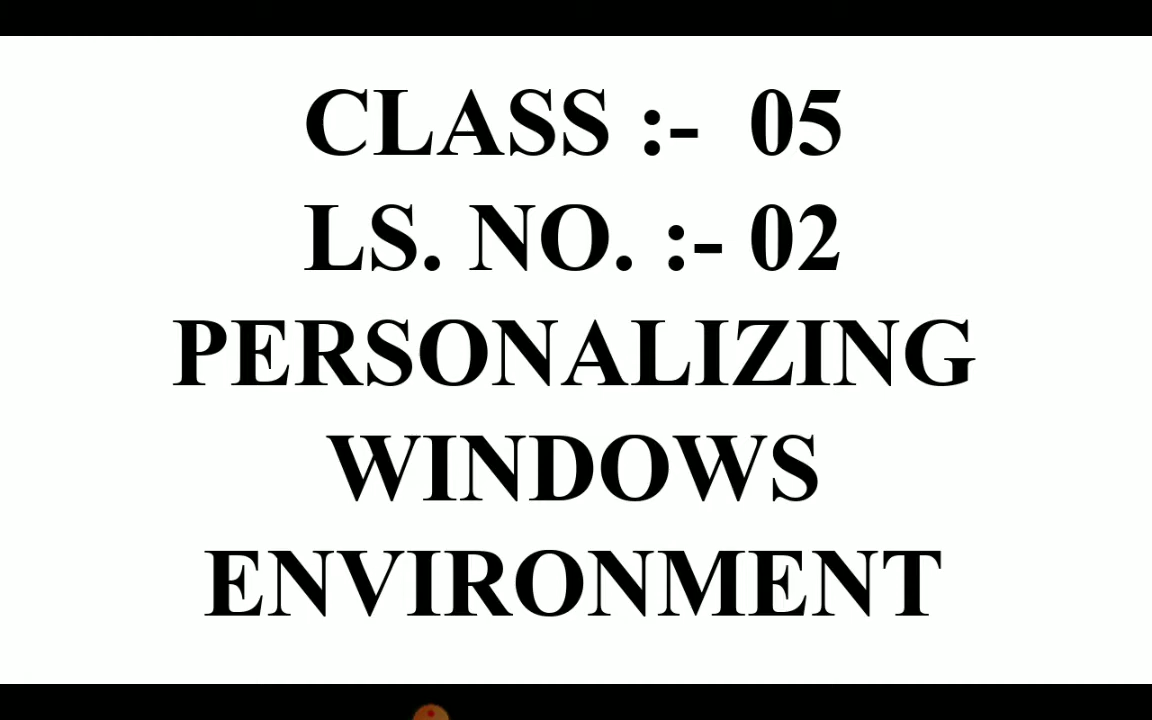 CLASS :- 05
LS. NO. :- 02
PERSONALIZING
WINDOWS
ENVIRONMENT